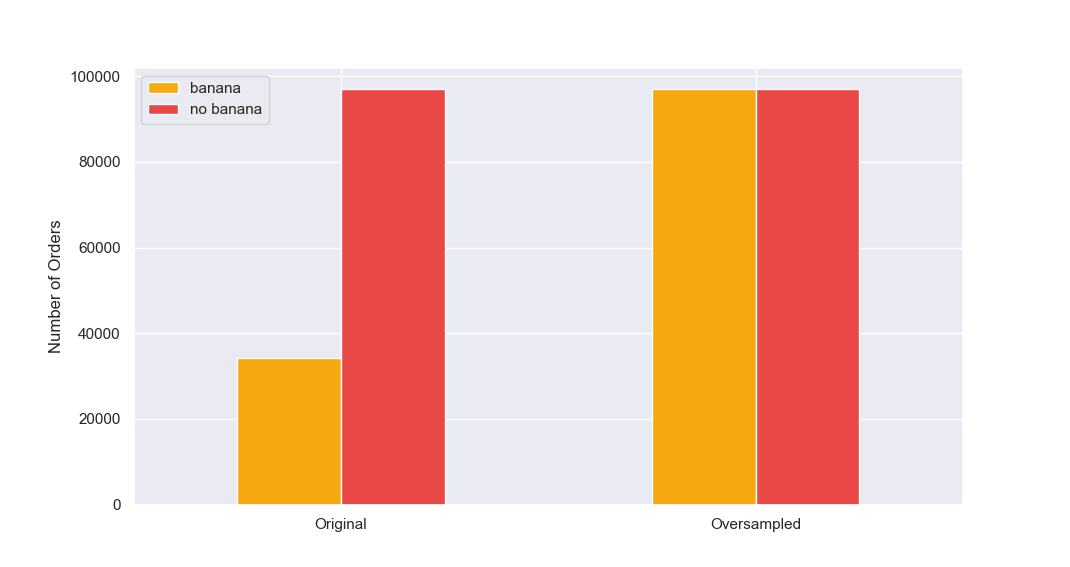 100000
banana
no banana
80000
60000
Number of Orders
40000
20000
0
Original
Oversampled